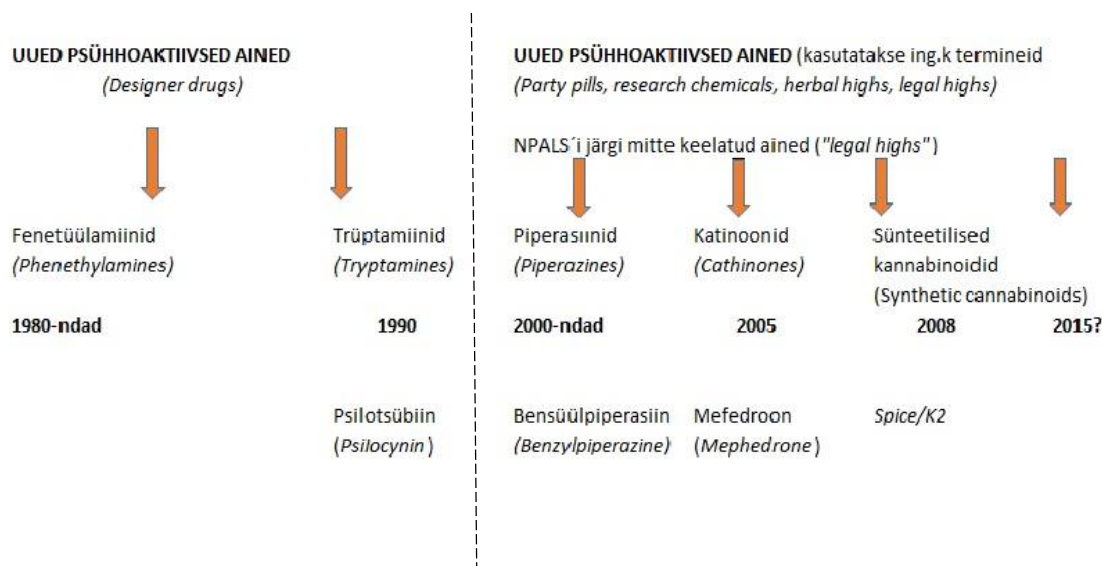 UUED PSÜHHOAKTIIVSED AINED
(Designer drugs)
Fenetüülamiinid
(Phenethylamines)
1980-ndad
Trüptamiinid
(Tryptamines)
1990
Psilotsübiin
(Psilocynin)
UUED PSÜHHOAKTIIVSED AINED (kasutatakse ing.k termineid
(Party pills, research chemicals, herbal highs, legal highs)
NPALS´i järgi mitte keelatud ained ("legal highs")
Piperasiinid
(Piperazines)
2000-ndad
Bensüülpiperasiin
(Benzylpiperazine)
Katinoonid
(Cathinones)
2005
Mefedroon
(Mephedrone)
Sünteetilised
kannabinoidid
(Synthetic cannabinoids)
2008
Spice/K2
2015?